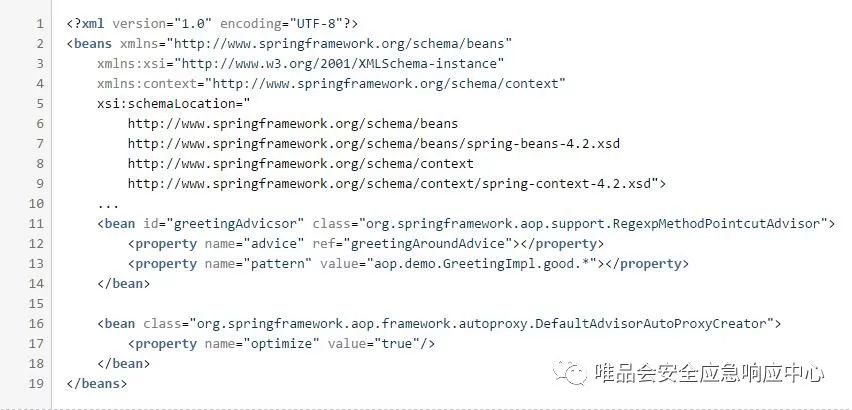 1 <?xml version="1.0" encoding="UTF-8"?>
2 <beans xmlns="http://www.springframework.org/schema/beans"
3 xmlns:xsi="http://www.w3.org/2001/XMLSchema-instance"
4 xmlns:context="http://www.springframework.org/schema/context"
5 xsi:schemaLocation="
6 http://www.springframework.org/schema/beans
7 http://www.springframework.org/schema/beans/spring-beans-4.2.xsd
8 http://www.springframework.org/schema/context
9 http://www.springframework.org/schema/context/spring-context-4.2.xsd">
10 ...
11 <bean id="greetingAdvicsor" class="org.springframework.aop.support.RegexpMethodPointcutAdvisor">
12 <property name="advice" ref="greetingAroundAdvice"></property>
13 <property name="pattern" value="aop.demo.GreetingImpl.good.*"></property>
14 </bean>
15
16 <bean class="org.springframework.aop.framework.autoproxy.DefaultAdvisorAutoProxyCreator">
17 <property name="optimize" value="true"/>
18 </bean>
19 </beans>
唯品会安全应急响应中心